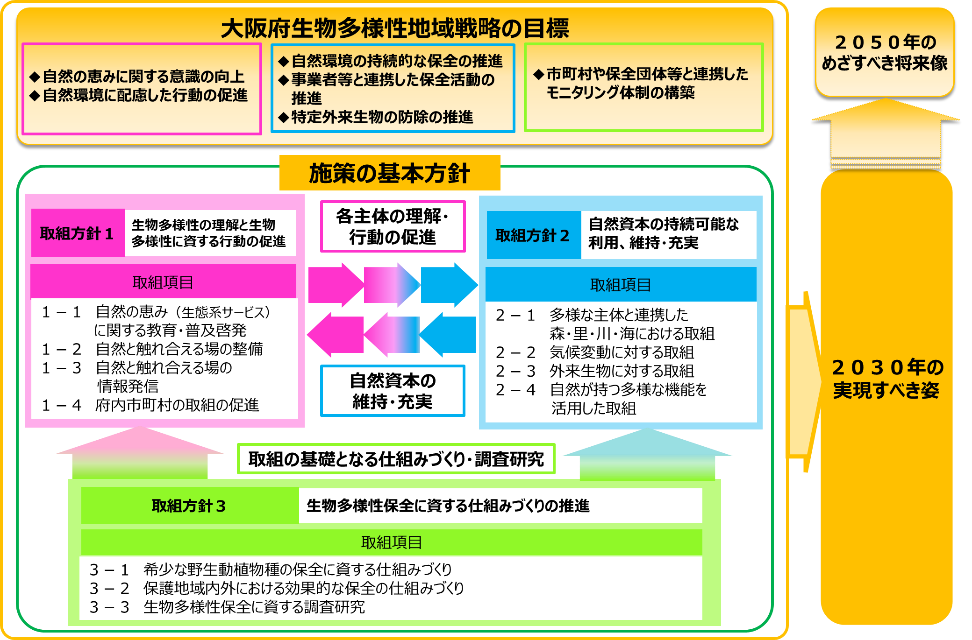 大阪府生物多様性地域戦略の目標
◆自然の恵みに関する意識の向上
◆自然環境に配慮した行動の促進
◆自然環境の持続的な保全の推進
◆事業者等と連携した保全活動の
推進
◆特定外来生物の防除の推進
◆市町村や保全団体等と連携した
モニタリング体制の構築
2050年の
めざすべき将来像
施策の基本方針
取組方針1
生物多様性の理解と生物
多様性に資する行動の促進
取組項目
1-1 自然の恵み（生態系サービス）
に関する教育・普及啓発
1-2 自然と触れ合える場の整備
1-3 自然と触れ合える場の
情報発信
1-4 府内市町村の取組の促進
各主体の理解・
行動の促進
自然資本の
維持・充実
取組方針2
自然資本の持続可能な
利用、維持・充実
取組項目
2-1 多様な主体と連携した
森・里・川・海における取組
2-2 気候変動に対する取組
2-3 外来生物に対する取組
2-4 自然が持つ多様な機能を
活用した取組
2030年の
実現すべき姿
取組の基礎となる仕組みづくり・調査研究
取組方針3
生物多様性保全に資する仕組みづくりの推進
取組項目
3-1 希少な野生動植物種の保全に資する仕組みづくり
3-2 保護地域内外における効果的な保全の仕組みづくり
3-3 生物多様性保全に資する調査研究